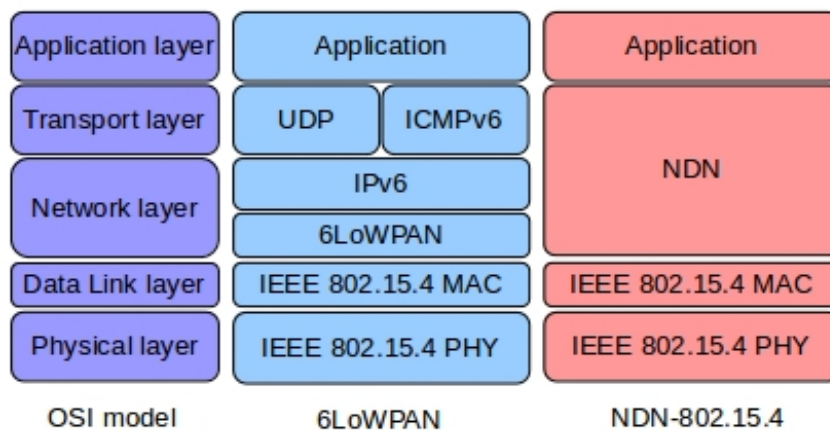 Application layer
Application
Application
Transport layer
UDP
ICMPv6
NDN
Network layer
IPv6
6LoWPAN
Data Link layer
IEEE 802.15.4 MAC
IEEE 802.15.4 MAC
Physical layer
IEEE 802.15.4 PHY
IEEE 802.15.4 PHY
OSI model
6LoWPAN
NDN-802.15.4